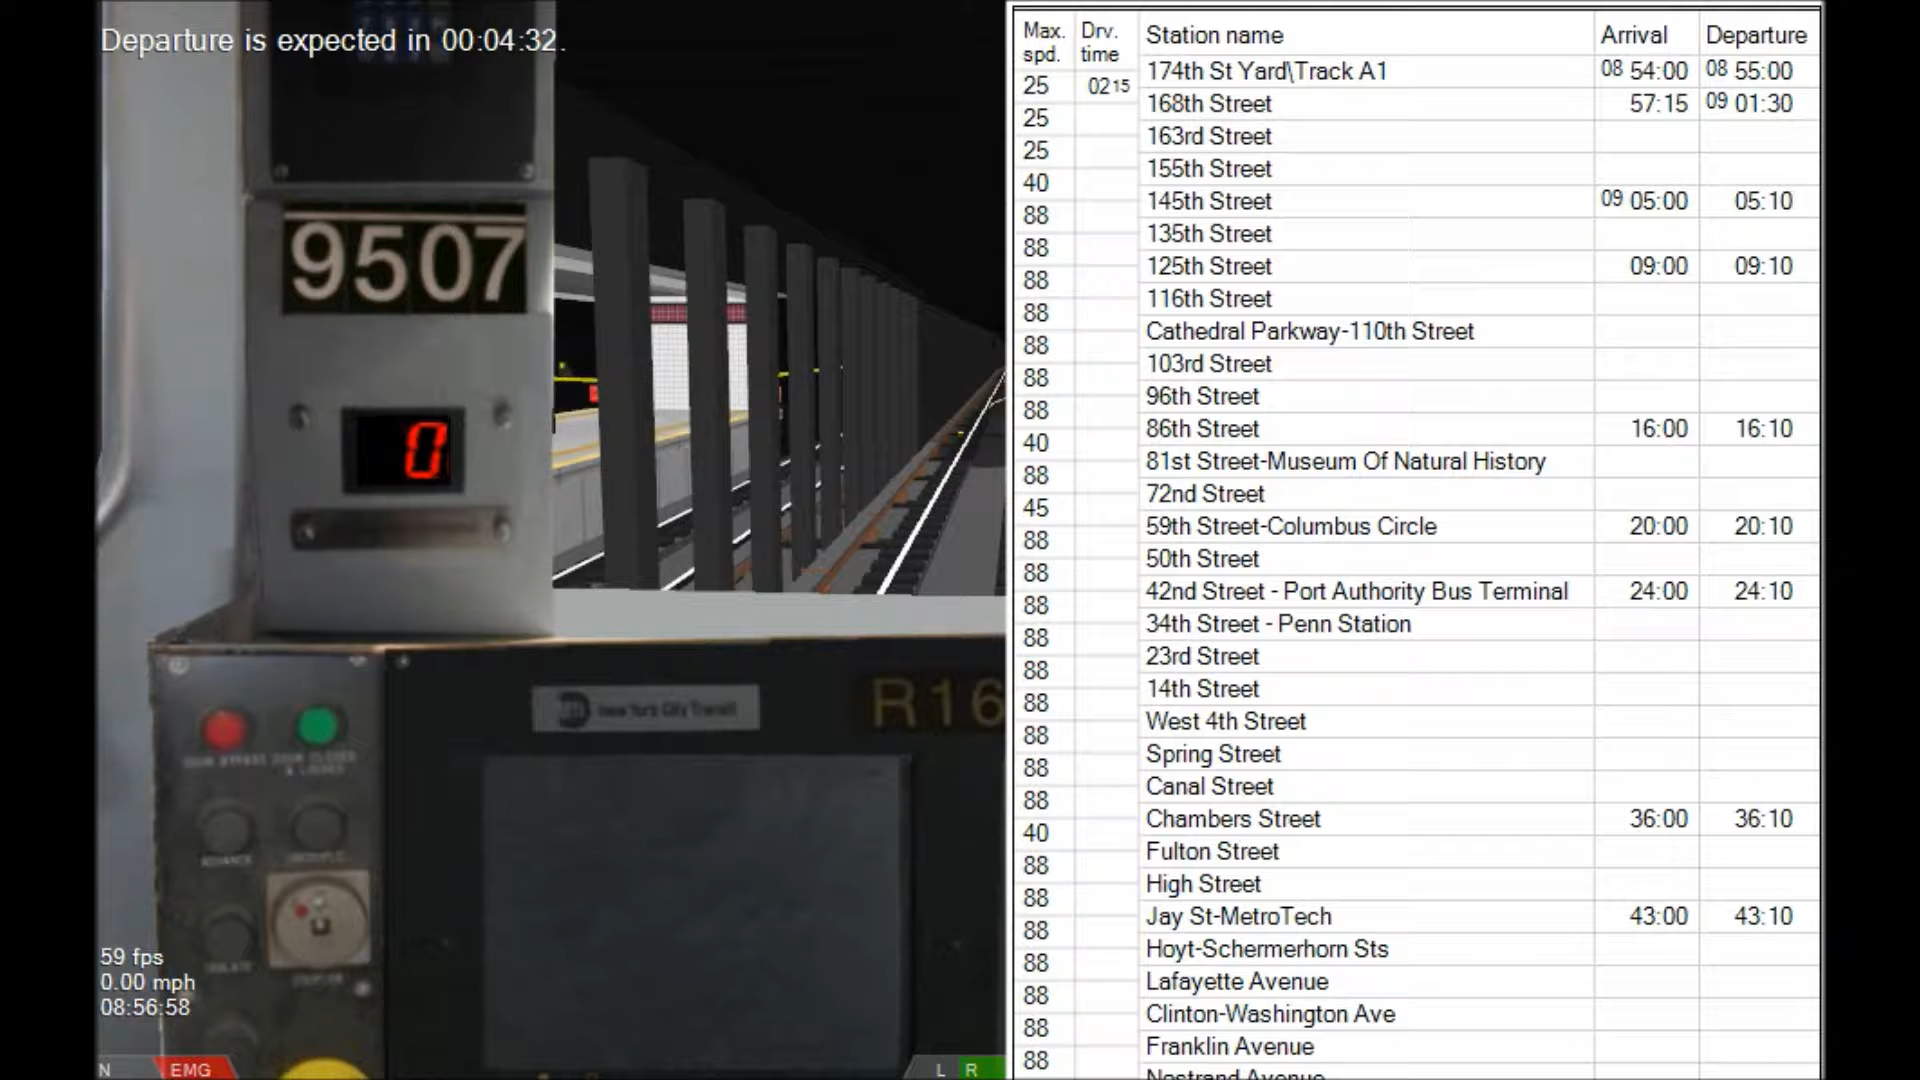 Departure is expected in 00:04:32.
9507
0
New York City Transit
R16
59 fps
0.00 mph
08:56:58
N EMG L R
Max. spd. Drv. time Station name Arrival Departure
174th St Yard\Track A1 08 54:00 08 55:00
25 0215
168th Street 57:15 09 01:30
25
163rd Street
25
155th Street
40
145th Street 09 05:00 05:10
88
135th Street
88
125th Street 09:00 09:10
88
116th Street
88
Cathedral Parkway-110th Street
88
103rd Street
88
96th Street
88
86th Street 16:00 16:10
40
81st Street-Museum Of Natural History
88
72nd Street
45
59th Street-Columbus Circle 20:00 20:10
88
50th Street
88
42nd Street - Port Authority Bus Terminal 24:00 24:10
88
34th Street - Penn Station
88
23rd Street
88
14th Street
88
West 4th Street
88
Spring Street
88
Canal Street
88
Chambers Street 36:00 36:10
40
Fulton Street
88
High Street
88
Jay St-MetroTech 43:00 43:10
88
Hoyt-Schermerhorn Sts
88
Lafayette Avenue
88
Clinton-Washington Ave
88
Franklin Avenue
88
Nostrand Avenue